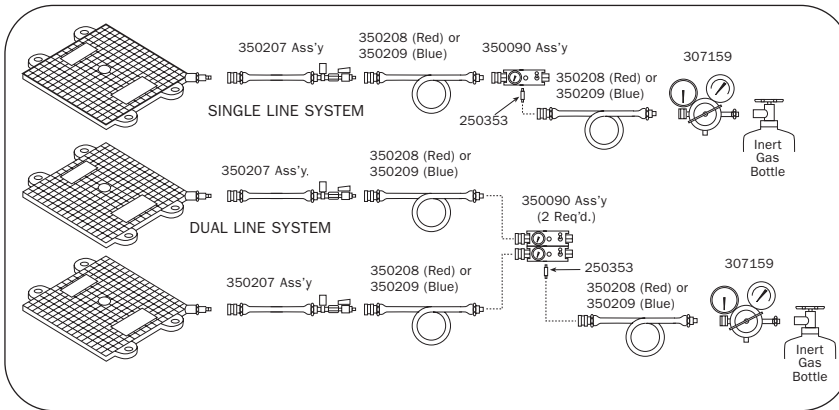 350207 Ass'y
350208 (Red) or
350209 (Blue)
350090 Ass'y
350208 (Red) or
350209 (Blue)
307159
SINGLE LINE SYSTEM
250353
Inert
Gas
Bottle
350207 Ass'y.
350208 (Red) or
350209 (Blue)
DUAL LINE SYSTEM
350090 Ass'y
(2 Req'd.)
350207 Ass'y
350208 (Red) or
350209 (Blue)
250353
350208 (Red) or
350209 (Blue)
307159
Inert
Gas
Bottle